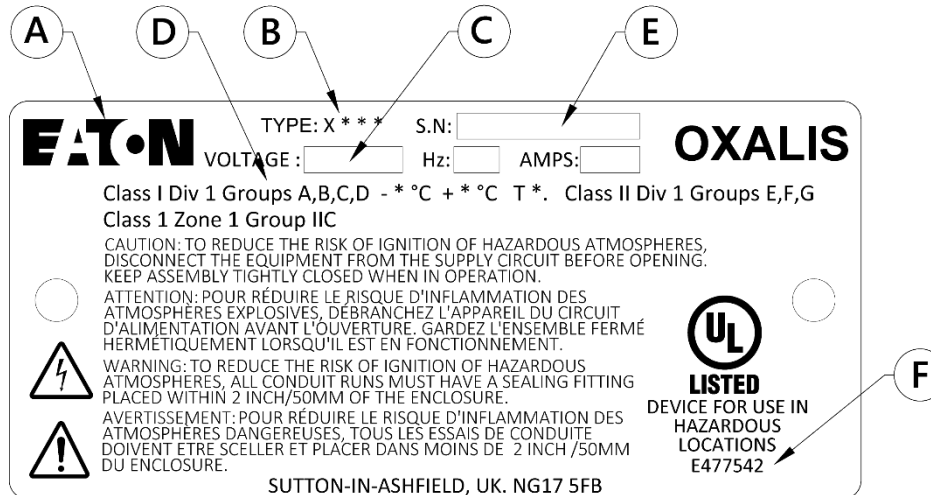 A
D
B
C
E
EATON
TYPE: X * * *
S.N:
OXALIS
VOLTAGE :
Hz:
AMPS:
Class I Div 1 Groups A,B,C,D - * °C + * °C T *. Class II Div 1 Groups E,F,G
Class 1 Zone 1 Group IIC
CAUTION: TO REDUCE THE RISK OF IGNITION OF HAZARDOUS ATMOSPHERES,
DISCONNECT THE EQUIPMENT FROM THE SUPPLY CIRCUIT BEFORE OPENING.
KEEP ASSEMBLY TIGHTLY CLOSED WHEN IN OPERATION.
ATTENTION: POUR RÉDUIRE LE RISQUE D'INFLAMMATION DES
ATMOSPHÈRES EXPLOSIVES, DÉBRANCHEZ L'APPAREIL DU CIRCUIT
D'ALIMENTATION AVANT L'OUVERTURE. GARDEZ L'ENSEMBLE FERMÉ
HERMÉTIQUEMENT LORSQU'IL EST EN FONCTIONNEMENT.
WARNING: TO REDUCE THE RISK OF IGNITION OF HAZARDOUS
ATMOSPHERES, ALL CONDUIT RUNS MUST HAVE A SEALING FITTING
PLACED WITHIN 2 INCH/50MM OF THE ENCLOSURE.
AVERTISSEMENT: POUR RÉDUIRE LE RISQUE D'INFLAMMATION DES
ATMOSPHÈRES DANGEREUSES, TOUS LES ESSAIS DE CONDUITE
DOIVENT ETRE SCELLER ET PLACER DANS MOINS DE 2 INCH /50MM
DU ENCLOSURE.
UL
LISTED
DEVICE FOR USE IN
HAZARDOUS
LOCATIONS
E477542
F
SUTTON-IN-ASHFIELD, UK. NG17 5FB